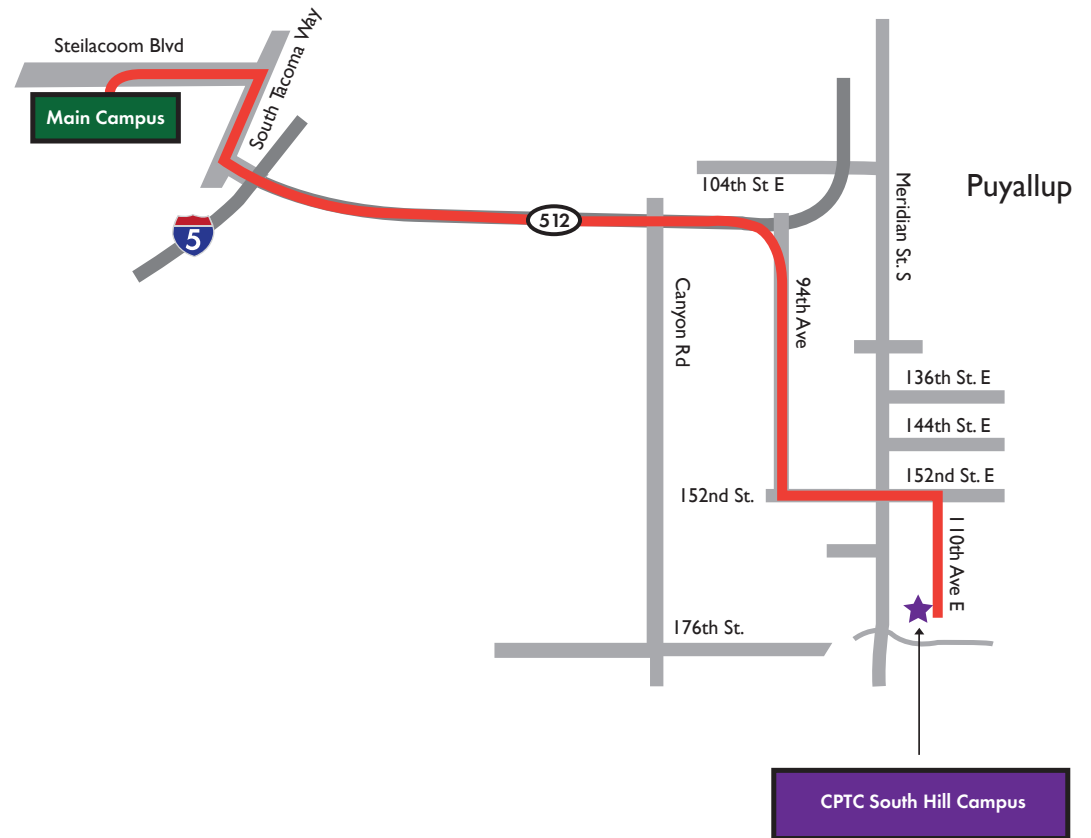 Steilacoom Blvd
South Tacoma Way
Main Campus
5
512
104th St E
Meridian St. S
Puyallup
Canyon Rd
94th Ave
136th St. E
144th St. E
152nd St. E
152nd St.
110th Ave E
176th St.
CPTC South Hill Campus